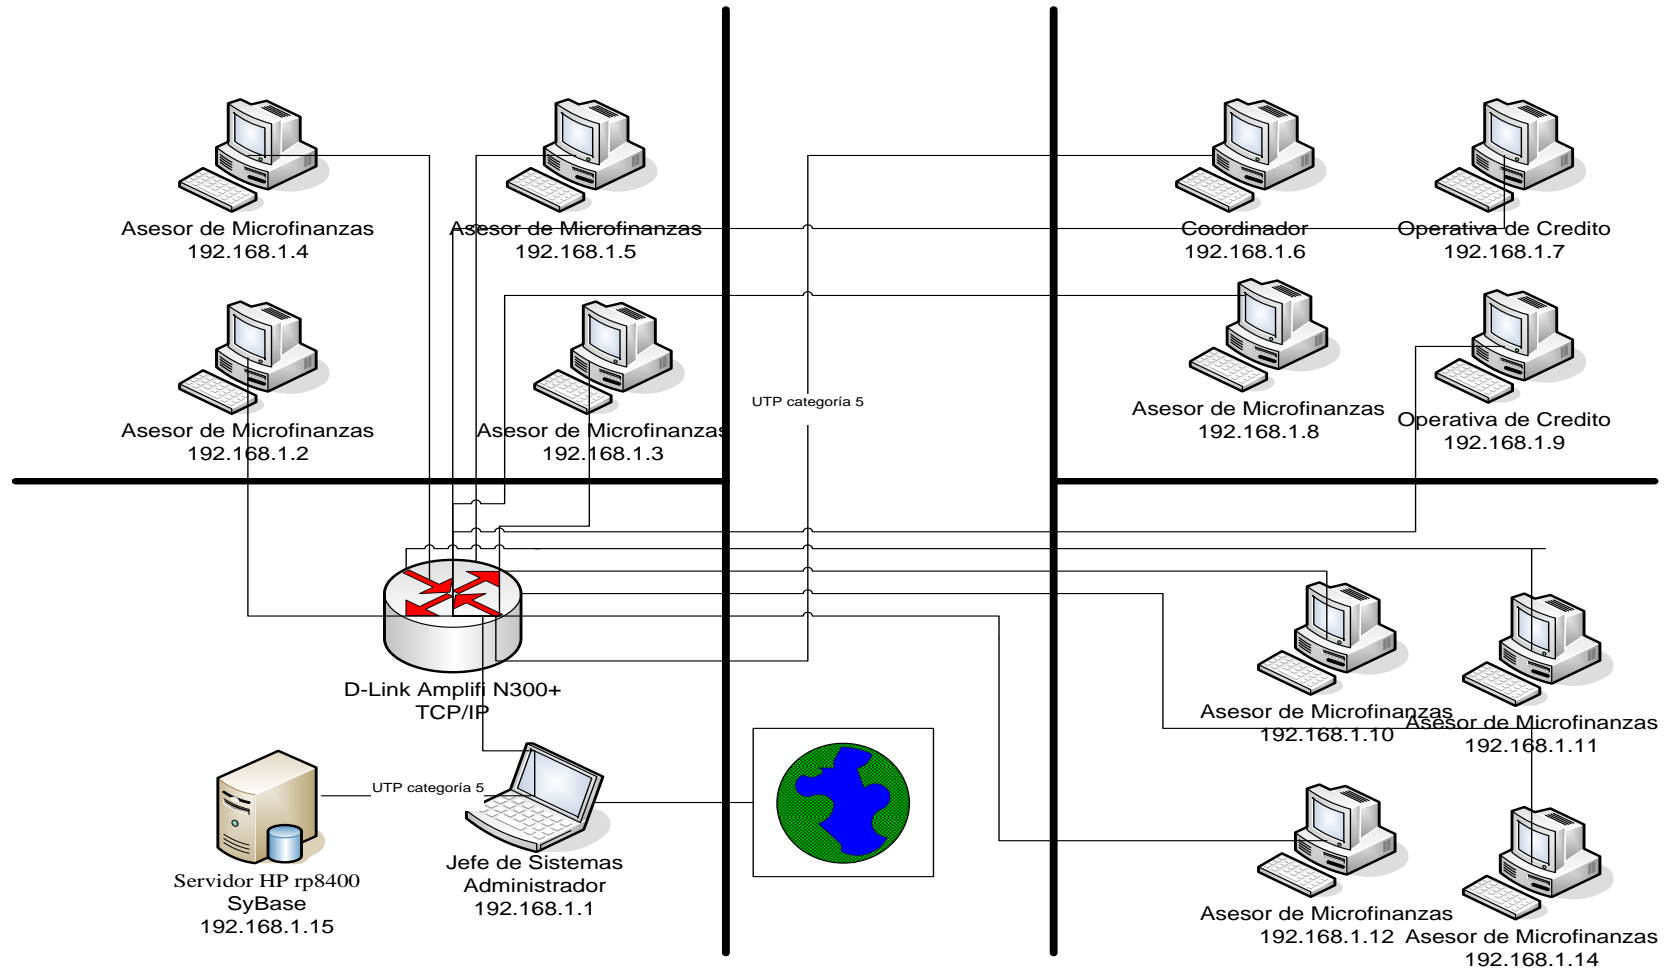 Asesor de Microfinanzas
192.168.1.4
Asesor de Microfinanzas
192.168.1.5
Coordinador
192.168.1.6
Operativa de Credito
192.168.1.7
Asesor de Microfinanzas
192.168.1.2
Asesor de Microfinanzas
192.168.1.3
UTP categoría 5
Asesor de Microfinanzas
192.168.1.8
Operativa de Credito
192.168.1.9
D-Link Amplifi N300+
TCP/IP
Asesor de Microfinanzas
192.168.1.10
Asesor de Microfinanzas
192.168.1.11
UTP categoría 5
Servidor HP rp8400
SyBase
192.168.1.15
Jefe de Sistemas
Administrador
192.168.1.1
Asesor de Microfinanzas
192.168.1.12
Asesor de Microfinanzas
192.168.1.14